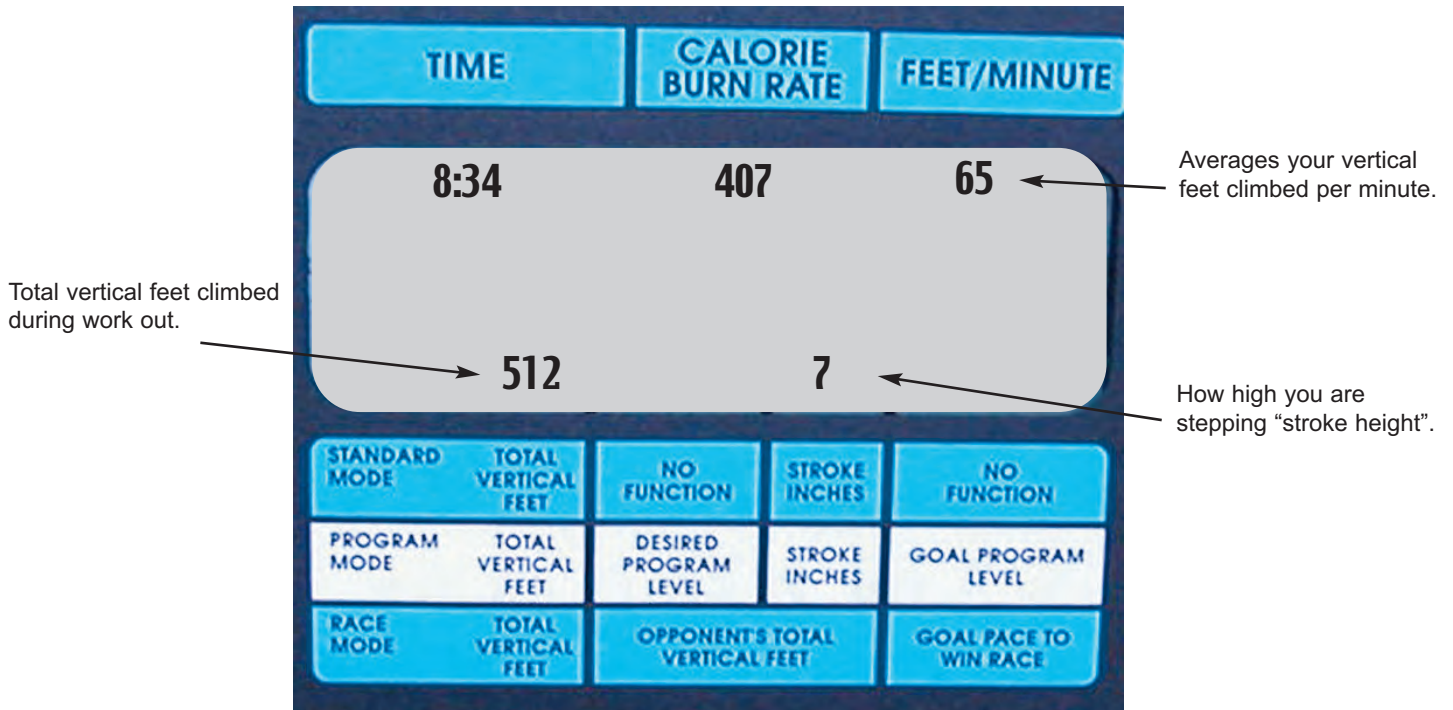 TIME
CALORIE
BURN RATE
FEET/MINUTE
8:34
407
65
Averages your vertical
feet climbed per minute.
Total vertical feet climbed
during work out.
512
7
How high you are
stepping “stroke height”.
STANDARD
MODE
TOTAL
VERTICAL
FEET
NO
FUNCTION
STROKE
INCHES
NO
FUNCTION
PROGRAM
MODE
TOTAL
VERTICAL
FEET
DESIRED
PROGRAM
LEVEL
STROKE
INCHES
GOAL PROGRAM
LEVEL
RACE
MODE
TOTAL
VERTICAL
FEET
OPPONENT'S TOTAL
VERTICAL FEET
GOAL PACE TO
WIN RACE